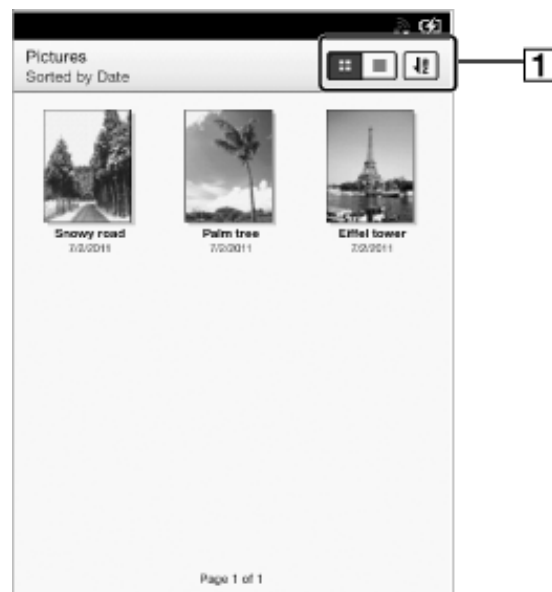 Pictures
Sorted by Date
1
Snowy road
Palm tree
Eiffel tower
7/2/2011
7/2/2011
7/2/2011
Page 1 of 1